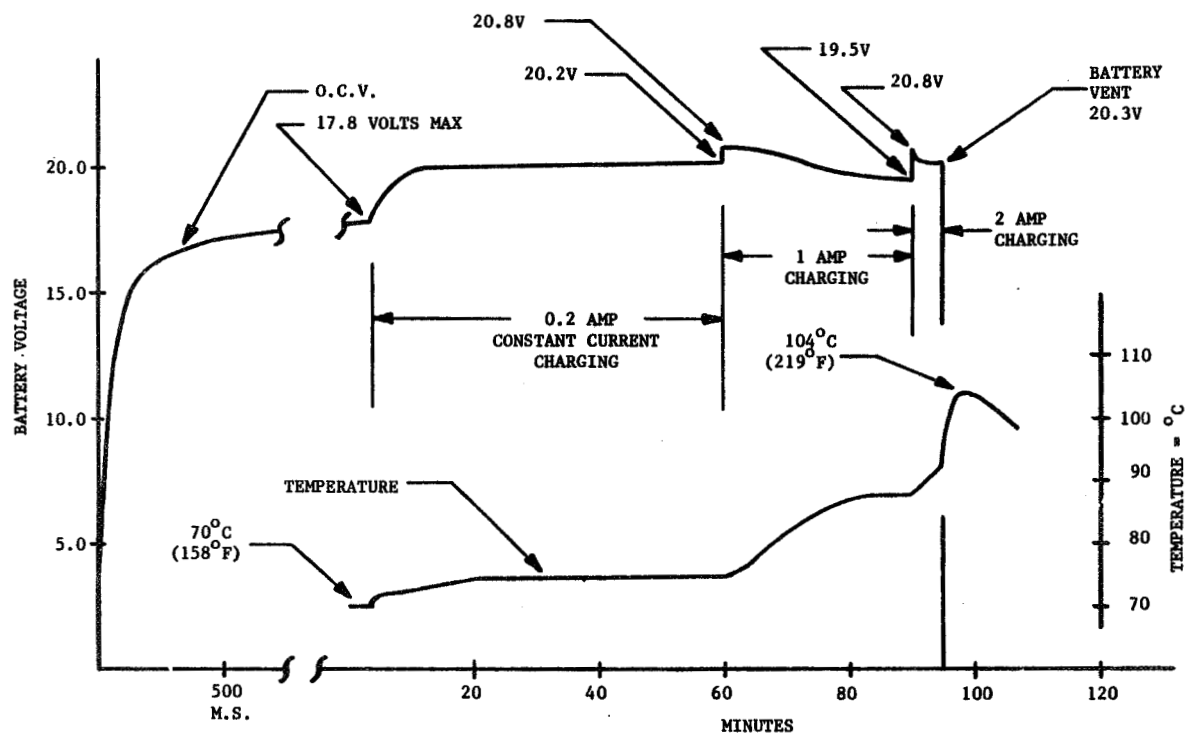 20.8V
20.2V
19.5V
20.8V
BATTERY
VENT
20.3V
O.C.V.
17.8 VOLTS MAX
20.0
15.0
10.0
5.0
BATTERY VOLTAGE
2 AMP
CHARGING
1 AMP
CHARGING
0.2 AMP
CONSTANT CURRENT
CHARGING
104°C
(219°F)
TEMPERATURE
70°C
(158°F)
110
100
90
80
70
TEMPERATURE = °C
500
M.S.
20
40
60
80
100
120
MINUTES